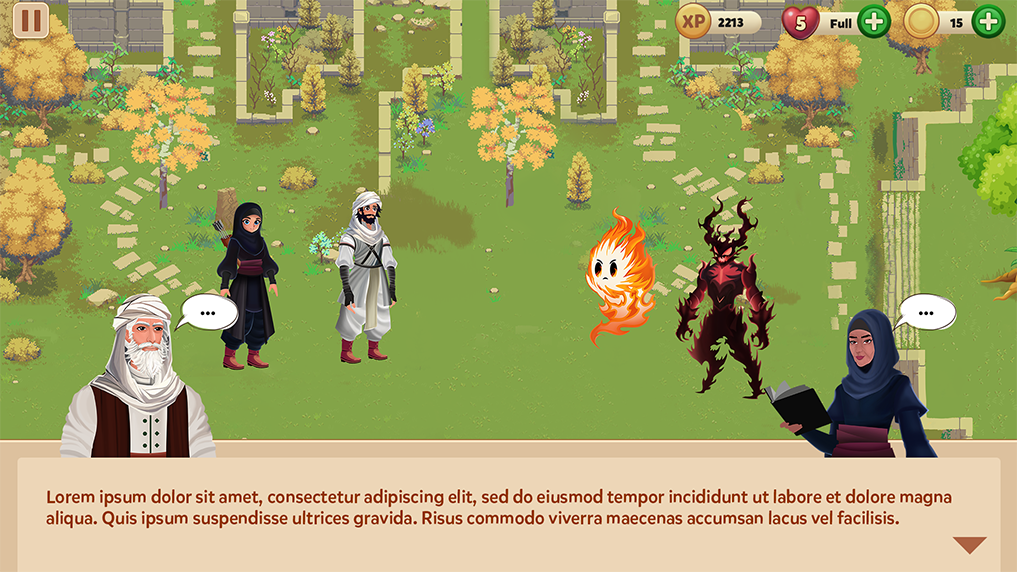 XP 2213 5 Full 15
...
...
Lorem ipsum dolor sit amet, consectetur adipiscing elit, sed do eiusmod tempor incididunt ut labore et dolore magna
aliqua. Quis ipsum suspendisse ultrices gravida. Risus commodo viverra maecenas accumsan lacus vel facilisis.